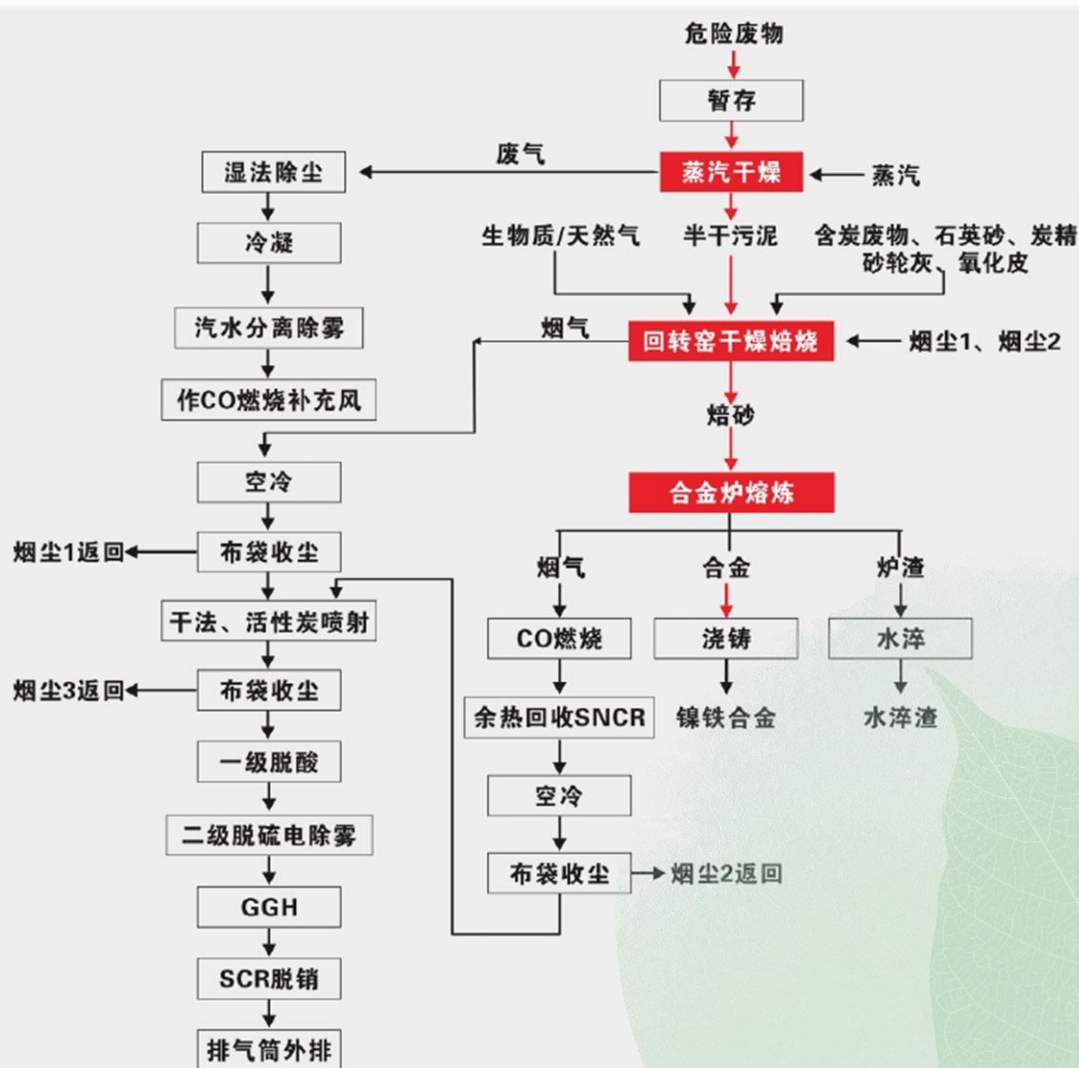 危险废物
暂存
废气
湿法除尘
蒸汽干燥
蒸汽
冷凝
生物质/天然气
半干污泥
含炭废物、石英砂、炭精
砂轮灰、氧化皮
汽水分离除雾
烟气
回转窑干燥焙烧
烟尘1、烟尘2
作CO燃烧补充风
焙砂
空冷
合金炉熔炼
烟尘1返回
布袋收尘
烟气
合金
炉渣
干法、活性炭喷射
CO燃烧
浇铸
水淬
烟尘3返回
布袋收尘
余热回收SNCR
镍铁合金
水淬渣
一级脱酸
空冷
二级脱硫电除雾
布袋收尘
烟尘2返回
GGH
SCR脱销
排气筒外排